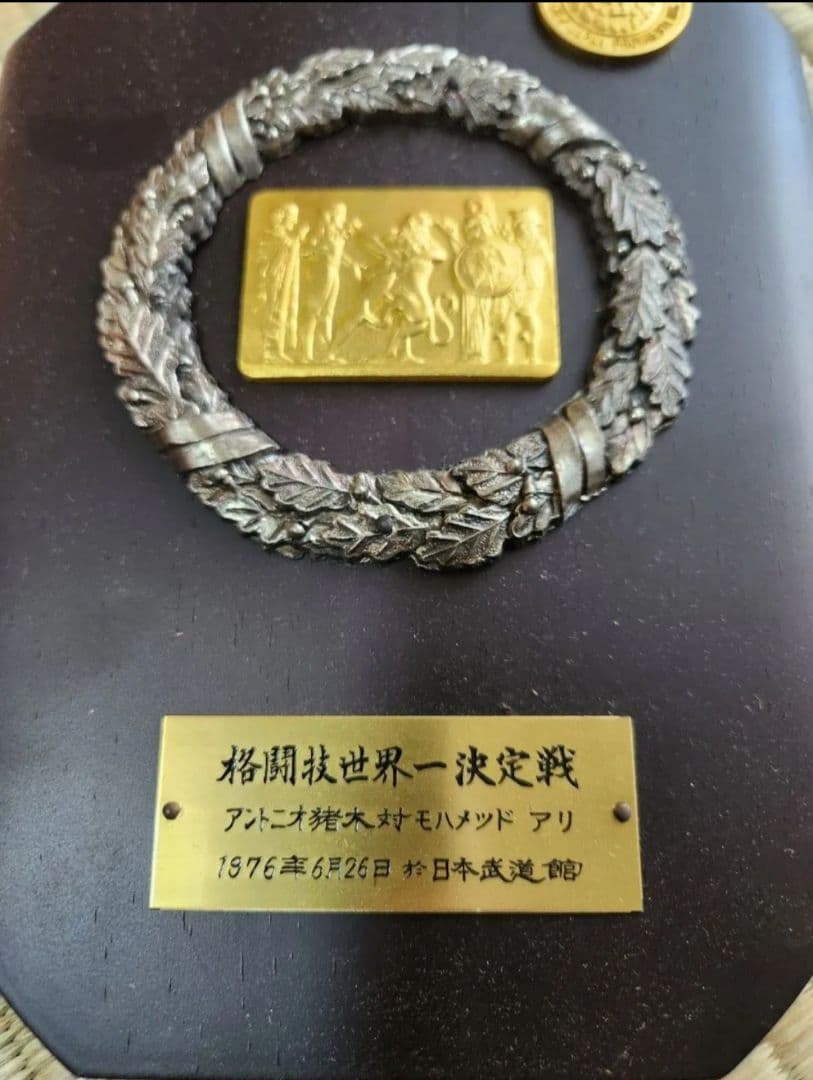 格闘技世界一決定戦
アントニオ猪木対モハメッド アリ
1976年6月26日 於日本武道館